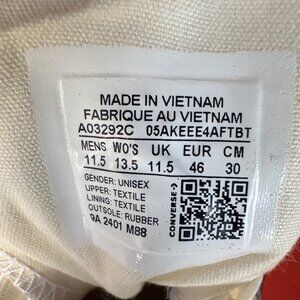 MADE IN VIETNAM
FABRIQUE AU VIETNAM
A03292C 05AKEEE4AFTBT
MENS WO'S UK EUR CM
11.5 13.5 11.5 46 30
GENDER: UNISEX
UPPER: TEXTILE
LINING: TEXTILE
OUTSOLE: RUBBER
9A 2401 M88
CONVERSE